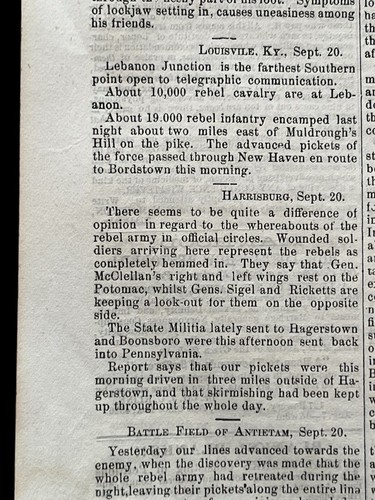 of lockjaw setting in, causes uneasiness among
his friends.
LOUISVILE, KY., Sept. 20.
Lebanon Junction is the farthest Southern
point open to telegraphic communication.
About 10,000 rebel cavalry are at Leb-
anon.
About 19.000 rebel infantry encamped last
night about two miles east of Muldrough's
Hill on the pike. The advanced pickets of
the force passed through New Haven en route
to Bordstown this morning.
HARRISBURG, Sept. 20.
There seems to be quite a difference of
opinion in regard to the whereabouts of the
rebel army in official circles. Wounded sol-
diers arriving here represent the rebels as
completely hemmed in. They say that Gen.
McClellan's right and left wings rest on the
Potomac, whilst Gens. Sigel and Ricketts are
keeping a look-out for them on the opposite
side.
The State Militia lately sent to Hagerstown
and Boonsboro were this afternoon sent back
into Pennsylvania.
Report says that our pickets were this
morning driven in three miles outside of Ha-
gerstown, and that skirmishing had been kept
up throughout the whole day.
BATTLE FIELD OF ANTIETAM, Sept. 20.
Yesterday our lines advanced towards the
enemy, when the discovery was made that the
whole rebel army had retreated during the
night, leaving their pickets along the entire line